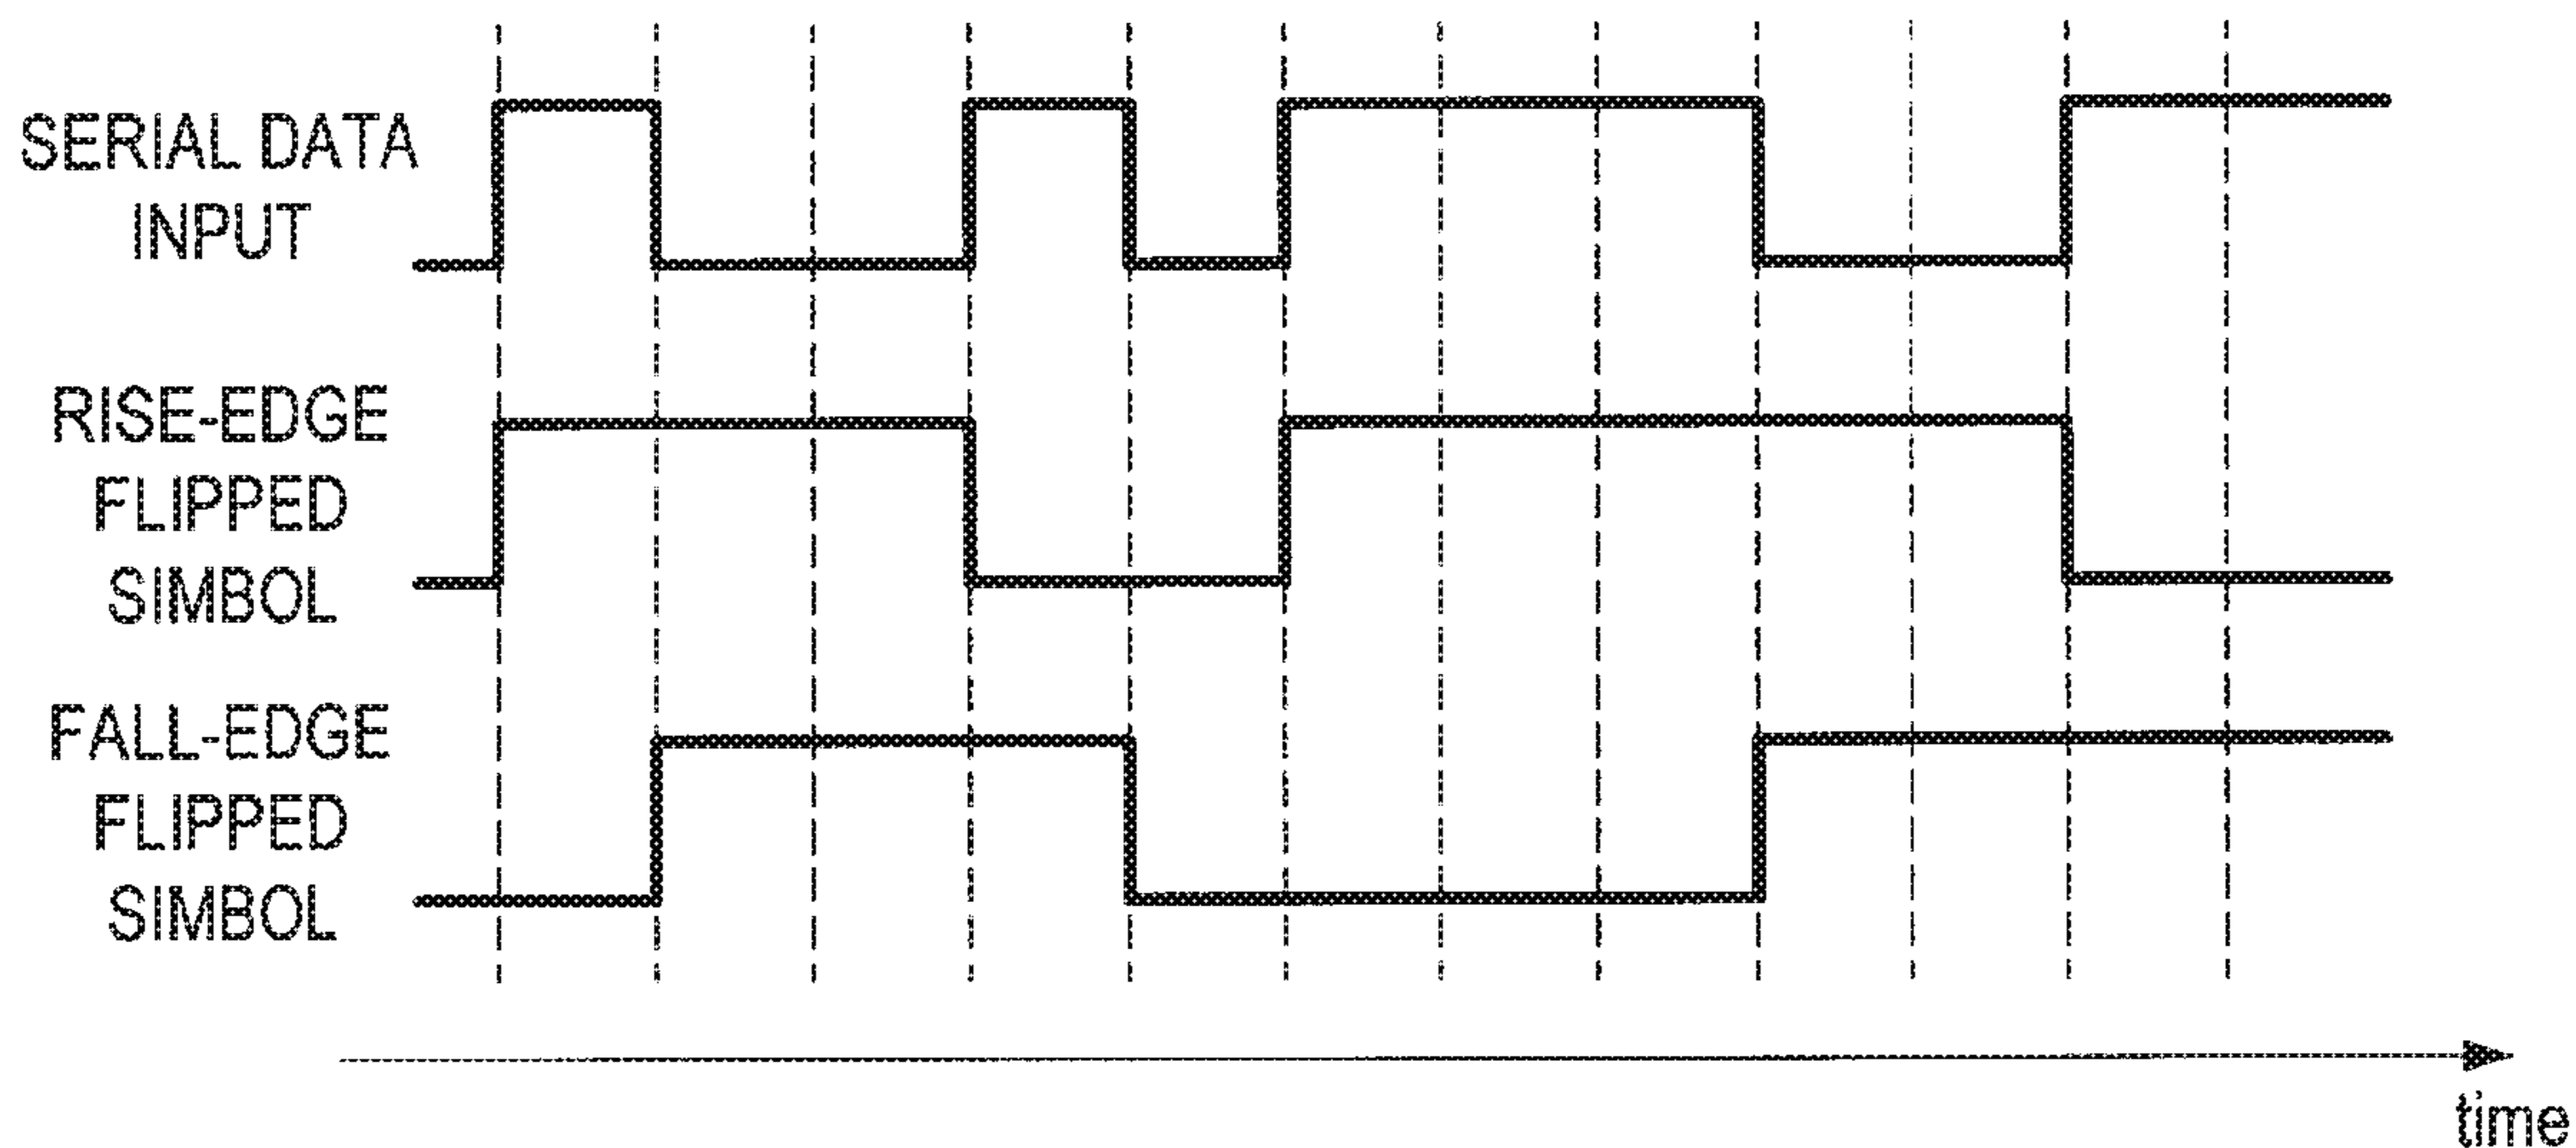 SERIAL DATA
INPUT
RISE-EDGE
FLIPPED
SIMBOL
FALL-EDGE
FLIPPED
SIMBOL
time